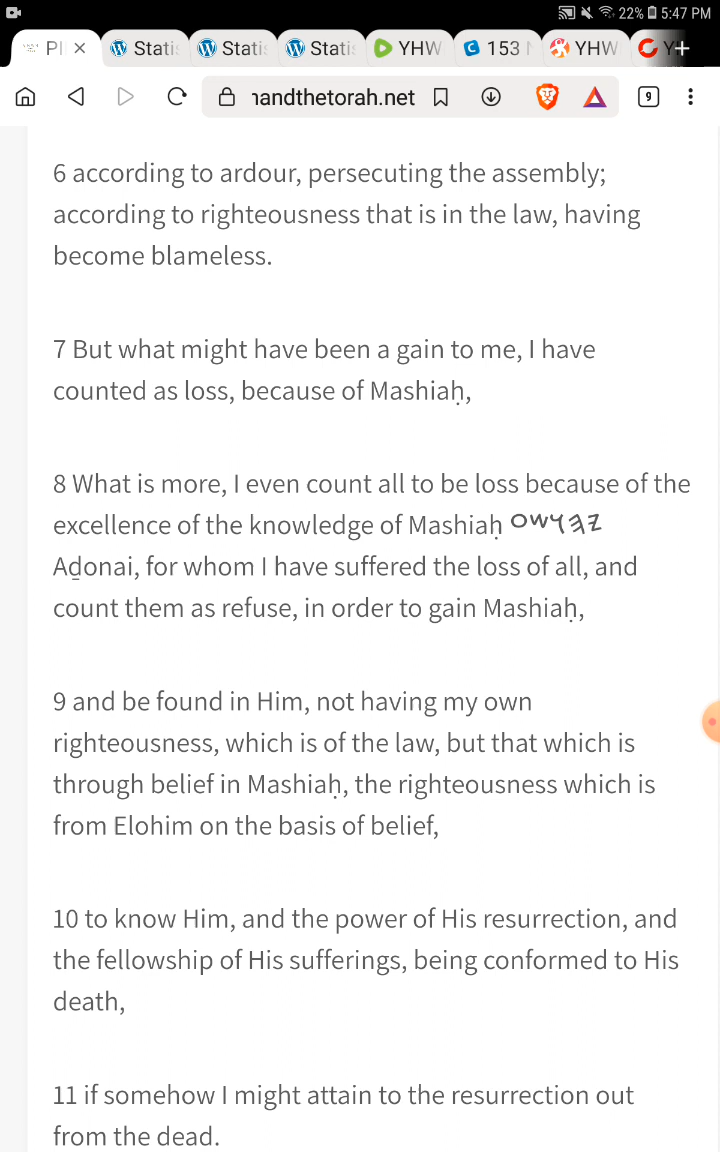 22% 5:47 PM
Stati Stati Stati YHW 153 YHW
andthetorah.net 9
6 according to ardour, persecuting the assembly;
according to righteousness that is in the law, having
become blameless.
7 But what might have been a gain to me, I have
counted as loss, because of Mashiaḥ,
8 What is more, I even count all to be loss because of the
excellence of the knowledge of Mashiaḥ 𐤉𐤄𐤅𐤔𐤏
Aḏonai, for whom I have suffered the loss of all, and
count them as refuse, in order to gain Mashiaḥ,
9 and be found in Him, not having my own
righteousness, which is of the law, but that which is
through belief in Mashiaḥ, the righteousness which is
from Elohim on the basis of belief,
10 to know Him, and the power of His resurrection, and
the fellowship of His sufferings, being conformed to His
death,
11 if somehow I might attain to the resurrection out
from the dead.